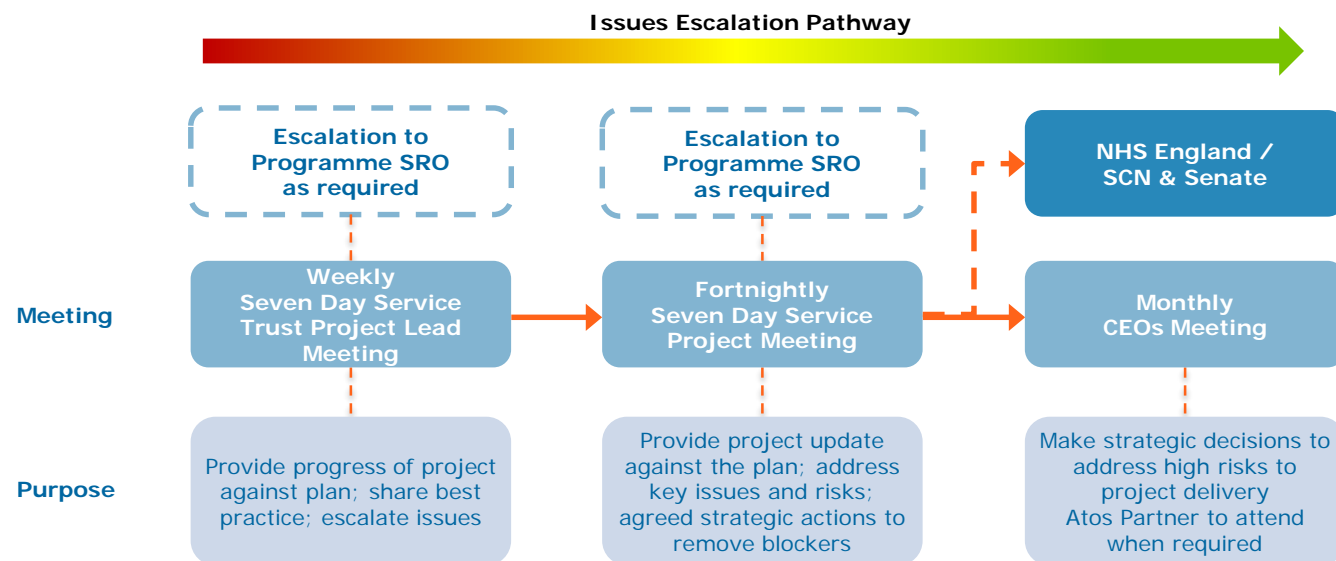 Issues Escalation Pathway
Escalation to
Programme SRO
as required
Escalation to
Programme SRO
as required
NHS England /
SCN & Senate
Meeting
Weekly
Seven Day Service
Trust Project Lead
Meeting
Fortnightly
Seven Day Service
Project Meeting
Monthly
CEOs Meeting
Purpose
Provide progress of project
against plan; share best
practice; escalate issues
Provide project update
against the plan; address
key issues and risks;
agreed strategic actions to
remove blockers
Make strategic decisions to
address high risks to
project delivery
Atos Partner to attend
when required